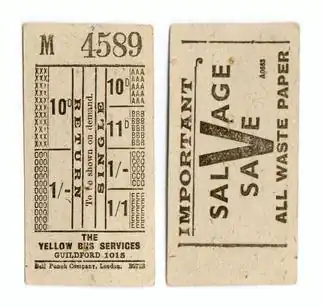 M 4589
10D
RETURN
1/-
To be shown on demand.
SINGLE
10D
11D
1/-
1/1
THE
YELLOW BUS SERVICES
GUILDFORD 1015
Bell Punch Company, London.
IMPORTANT
SALVAGE
SAVE
ALL WASTE PAPER